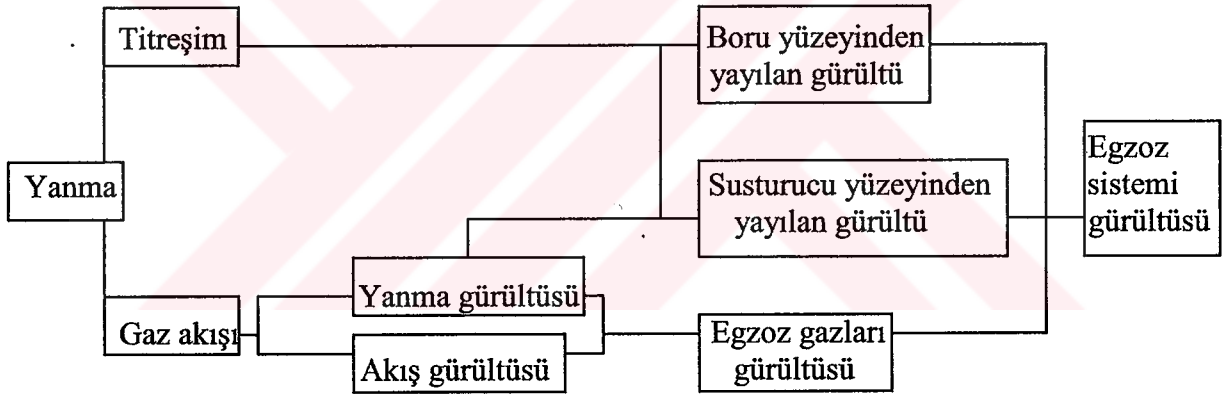 Titreşim
Boru yüzeyinden
yayılan gürültü
Yanma
Susturucu yüzeyinden
yayılan gürültü
Egzoz
sistemi
gürültüsü
Gaz akışı
Yanma gürültüsü
Akış gürültüsü
Egzoz gazları
gürültüsü